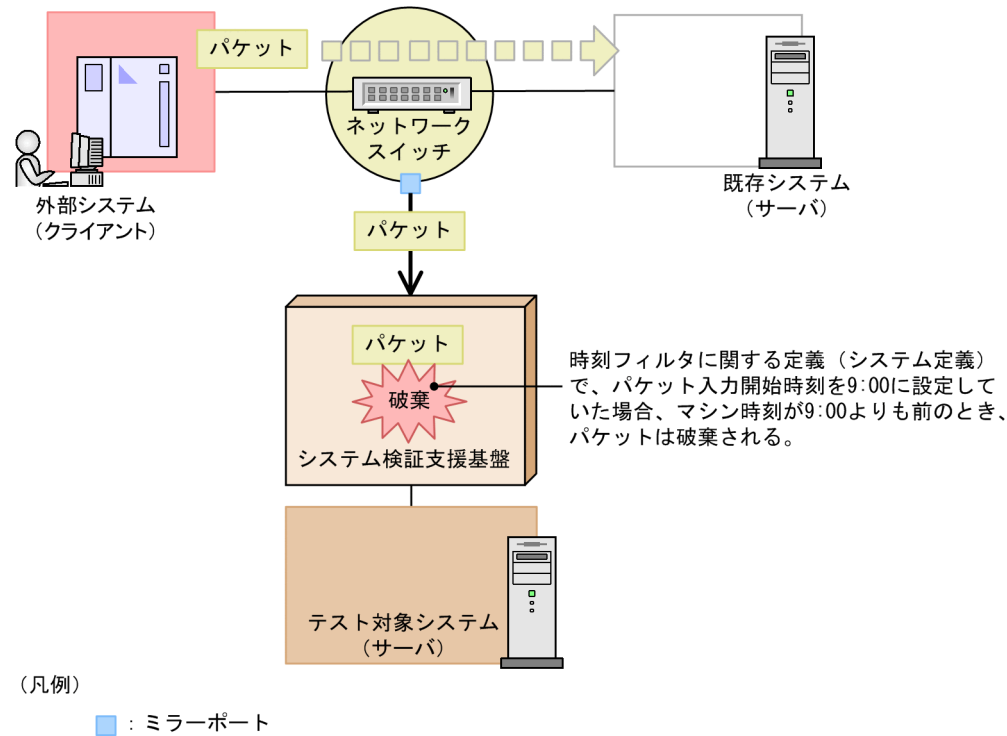 パケット
ネットワーク
スイッチ
外部システム
(クライアント)
既存システム
(サーバ)
パケット
パケット
破棄
システム検証支援基盤
時刻フィルタに関する定義(システム定義)
で、パケット入力開始時刻を9:00に設定して
いた場合、マシン時刻が9:00よりも前のとき、
パケットは破棄される。
テスト対象システム
(サーバ)
(凡例)
:ミラーポート